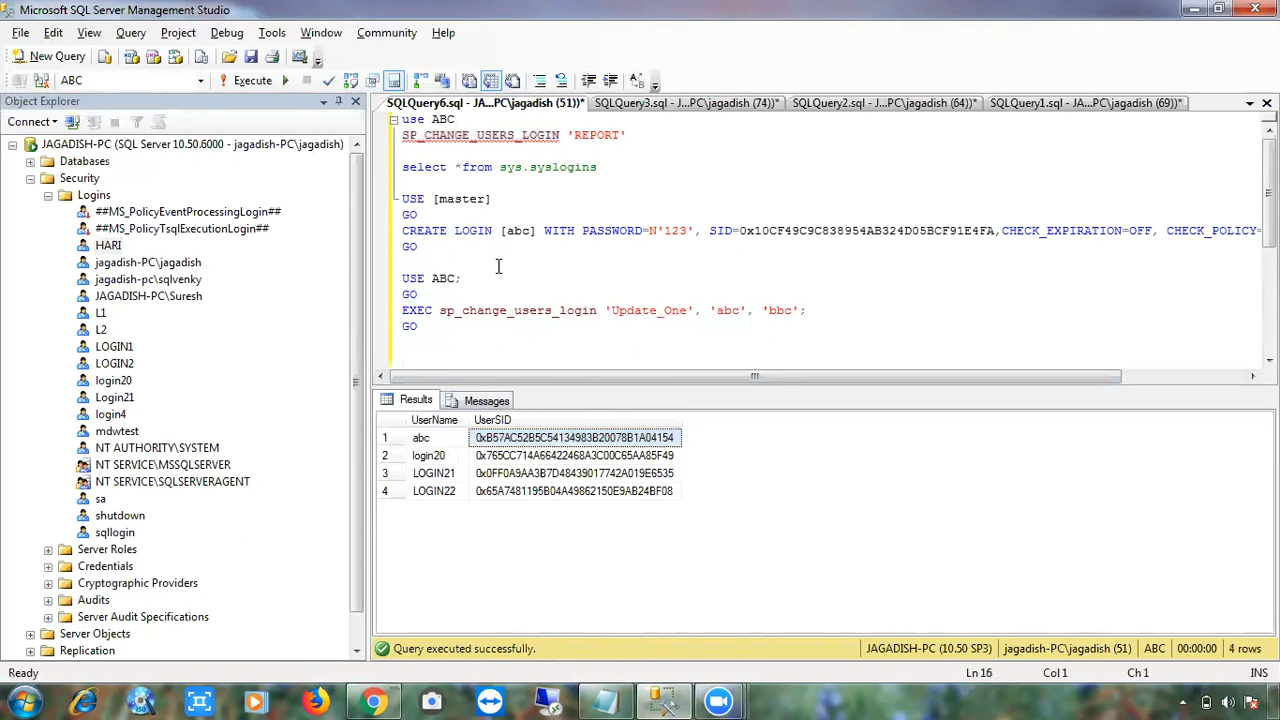 Microsoft SQL Server Management Studio
File Edit View Query Project Debug Tools Window Community Help
New Query
ABC Execute
Object Explorer
SQLQuery6.sql - JA...PC\jagadish (51))* SQLQuery3.sql - J...PC\jagadish (74))* SQLQuery2.sql - JA...PC\jagadish (64))* SQLQuery1.sql - JA...PC\jagadish (69))*
Connect
JAGADISH-PC (SQL Server 10.50.6000 - jagadish-PC\jagadish)
Databases
Security
Logins
##MS_PolicyEventProcessingLogin##
##MS_PolicyTsqlExecutionLogin##
HARI
jagadish-PC\jagadish
jagadish-pc\sqlvenky
JAGADISH-PC\Suresh
L1
L2
LOGIN1
LOGIN2
login20
Login21
login4
mdwtest
NT AUTHORITY\SYSTEM
NT SERVICE\MSSQLSERVER
NT SERVICE\SQLSERVERAGENT
sa
shutdown
sqllogin
Server Roles
Credentials
Cryptographic Providers
Audits
Server Audit Specifications
Server Objects
Replication
use ABC
SP_CHANGE_USERS_LOGIN 'REPORT'
select *from sys.syslogins
USE [master]
GO
CREATE LOGIN [abc] WITH PASSWORD=N'123', SID=0x10CF49C9C838954AB324D05BCF91E4FA,CHECK_EXPIRATION=OFF, CHECK_POLICY=
GO
USE ABC;
GO
EXEC sp_change_users_login 'Update_One', 'abc', 'bbc';
GO
Results Messages
UserName UserSID
1 abc 0xB57AC52B5C54134983B20078B1A04154
2 login20 0x765CC714A66422468A3C00C65AA85F49
3 LOGIN21 0x0FF0A9AA3B7D48439017742A019E6535
4 LOGIN22 0x65A7481195B04A49862150E9AB24BF08
Query executed successfully. JAGADISH-PC (10.50 SP3) jagadish-PC\jagadish (51) ABC 00:00:00 4 rows
Ready Ln 16 Col 1 Ch 1 INS